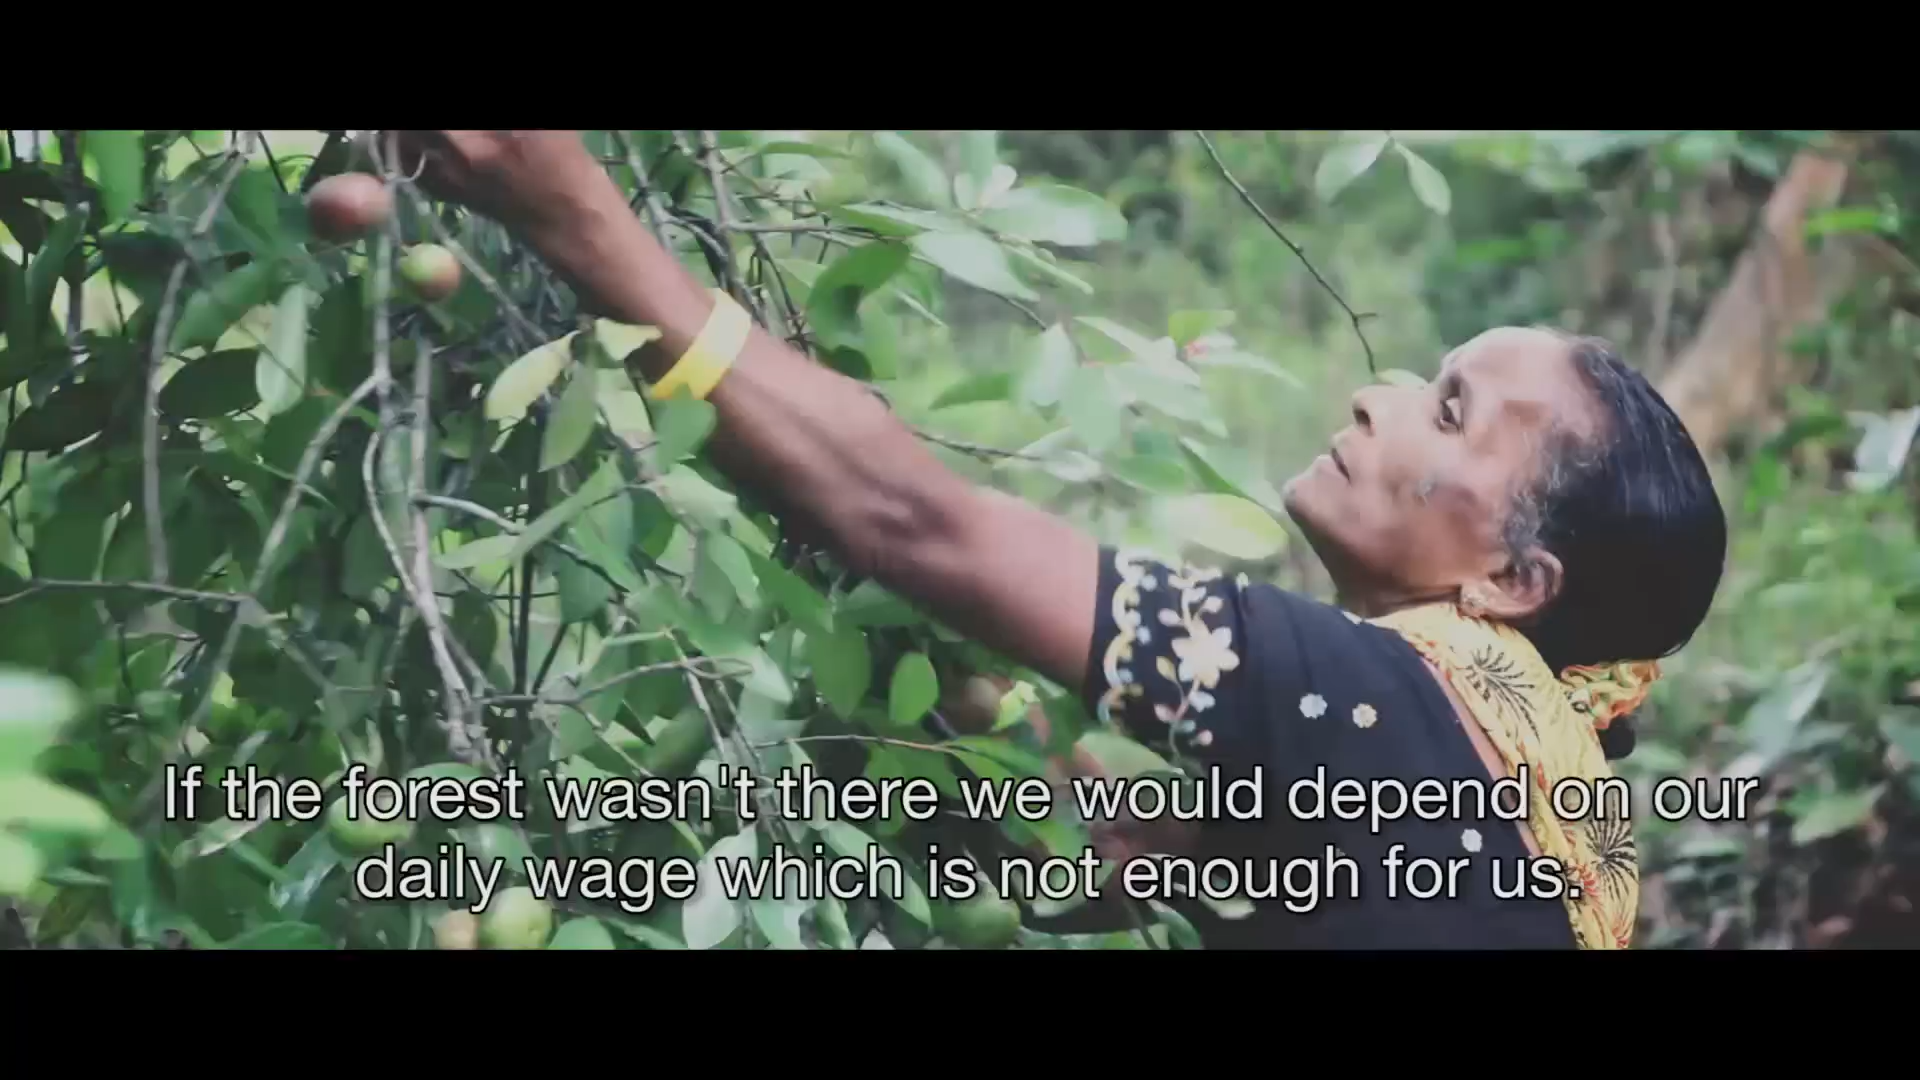 If the forest wasn't there we would depend on our
daily wage which is not enough for us.